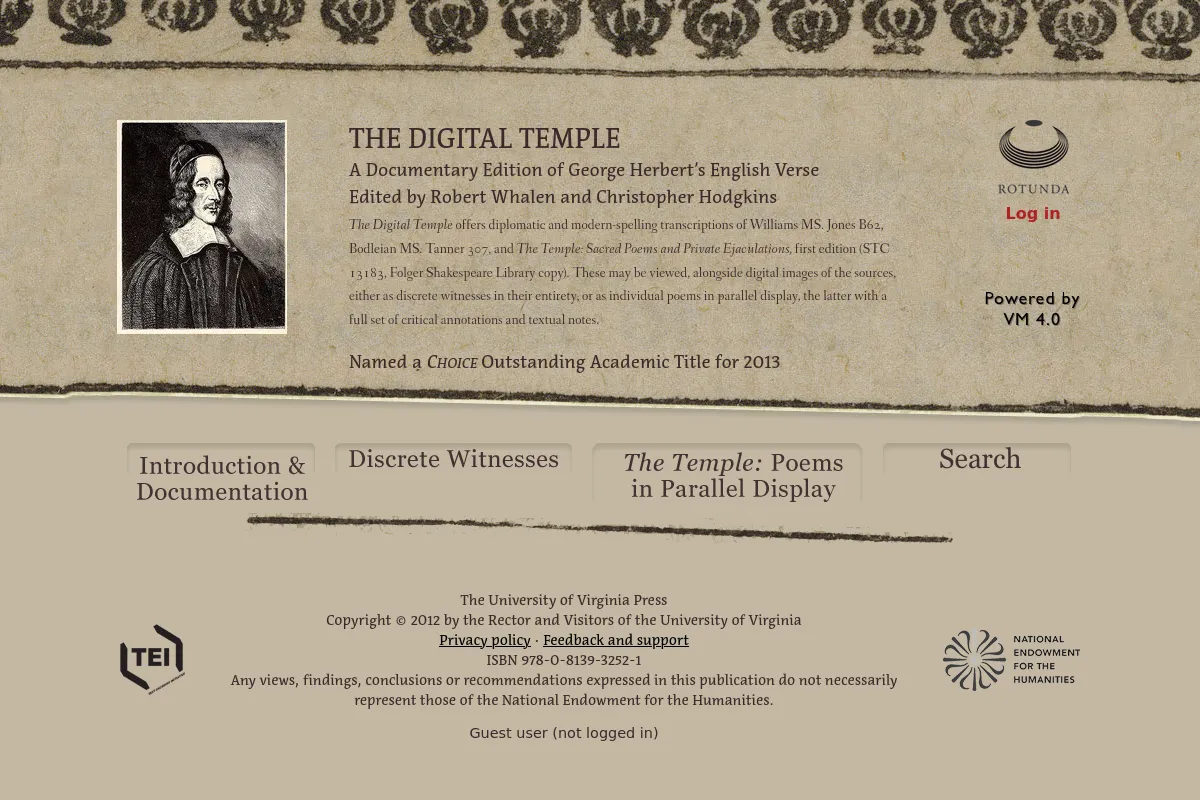 THE DIGITAL TEMPLE
A Documentary Edition of George Herbert's English Verse
Edited by Robert Whalen and Christopher Hodgkins
The Digital Temple offers diplomatic and modern-spelling transcriptions of Williams MS. Jones B62,
Bodleian MS. Tanner 307, and The Temple: Sacred Poems and Private Ejaculations, first edition (STC
13183, Folger Shakespeare Library copy). These may be viewed, alongside digital images of the sources,
either as discrete witnesses in their entirety, or as individual poems in parallel display, the latter with a
full set of critical annotations and textual notes.
Named a CHOICE Outstanding Academic Title for 2013
ROTUNDA
Log in
Powered by
VM 4.0
Introduction &
Documentation
Discrete Witnesses
The Temple: Poems
in Parallel Display
Search
The University of Virginia Press
Copyright © 2012 by the Rector and Visitors of the University of Virginia
Privacy policy · Feedback and support
ISBN 978-0-8139-3252-1
Any views, findings, conclusions or recommendations expressed in this publication do not necessarily
represent those of the National Endowment for the Humanities.
Guest user (not logged in)
TEI
NATIONAL
ENDOWMENT
FOR THE
HUMANITIES